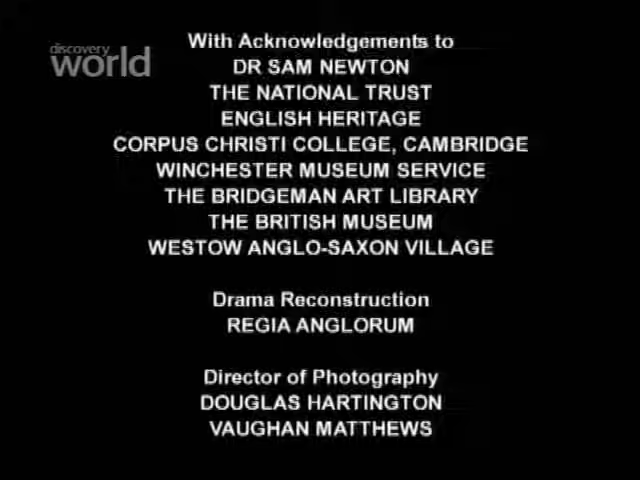 discovery
world
With Acknowledgements to
DR SAM NEWTON
THE NATIONAL TRUST
ENGLISH HERITAGE
CORPUS CHRISTI COLLEGE, CAMBRIDGE
WINCHESTER MUSEUM SERVICE
THE BRIDGEMAN ART LIBRARY
THE BRITISH MUSEUM
WESTOW ANGLO-SAXON VILLAGE
Drama Reconstruction
REGIA ANGLORUM
Director of Photography
DOUGLAS HARTINGTON
VAUGHAN MATTHEWS